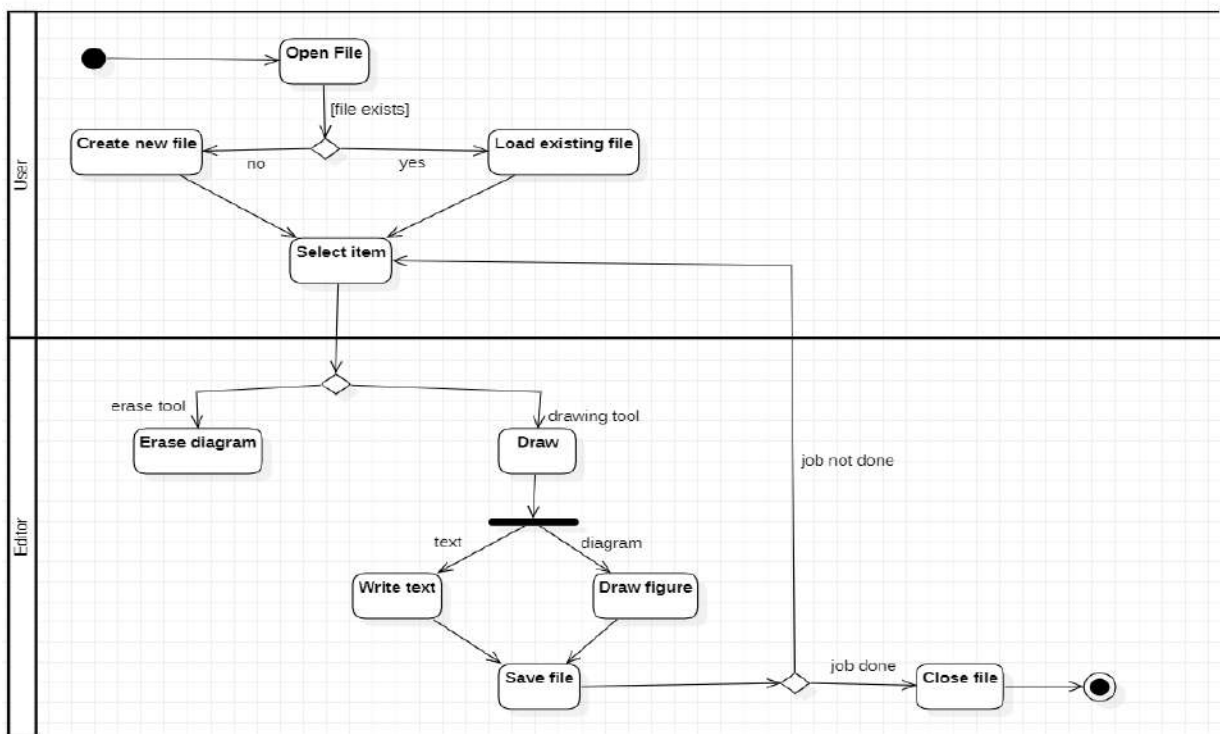 Open File
[file exists]
Create new file
Load existing file
no
yes
User
Select item
erase tool
drawing tool
Erase diagram
Draw
job not done
Editor
text
diagram
Write text
Draw figure
job done
Save file
Close file